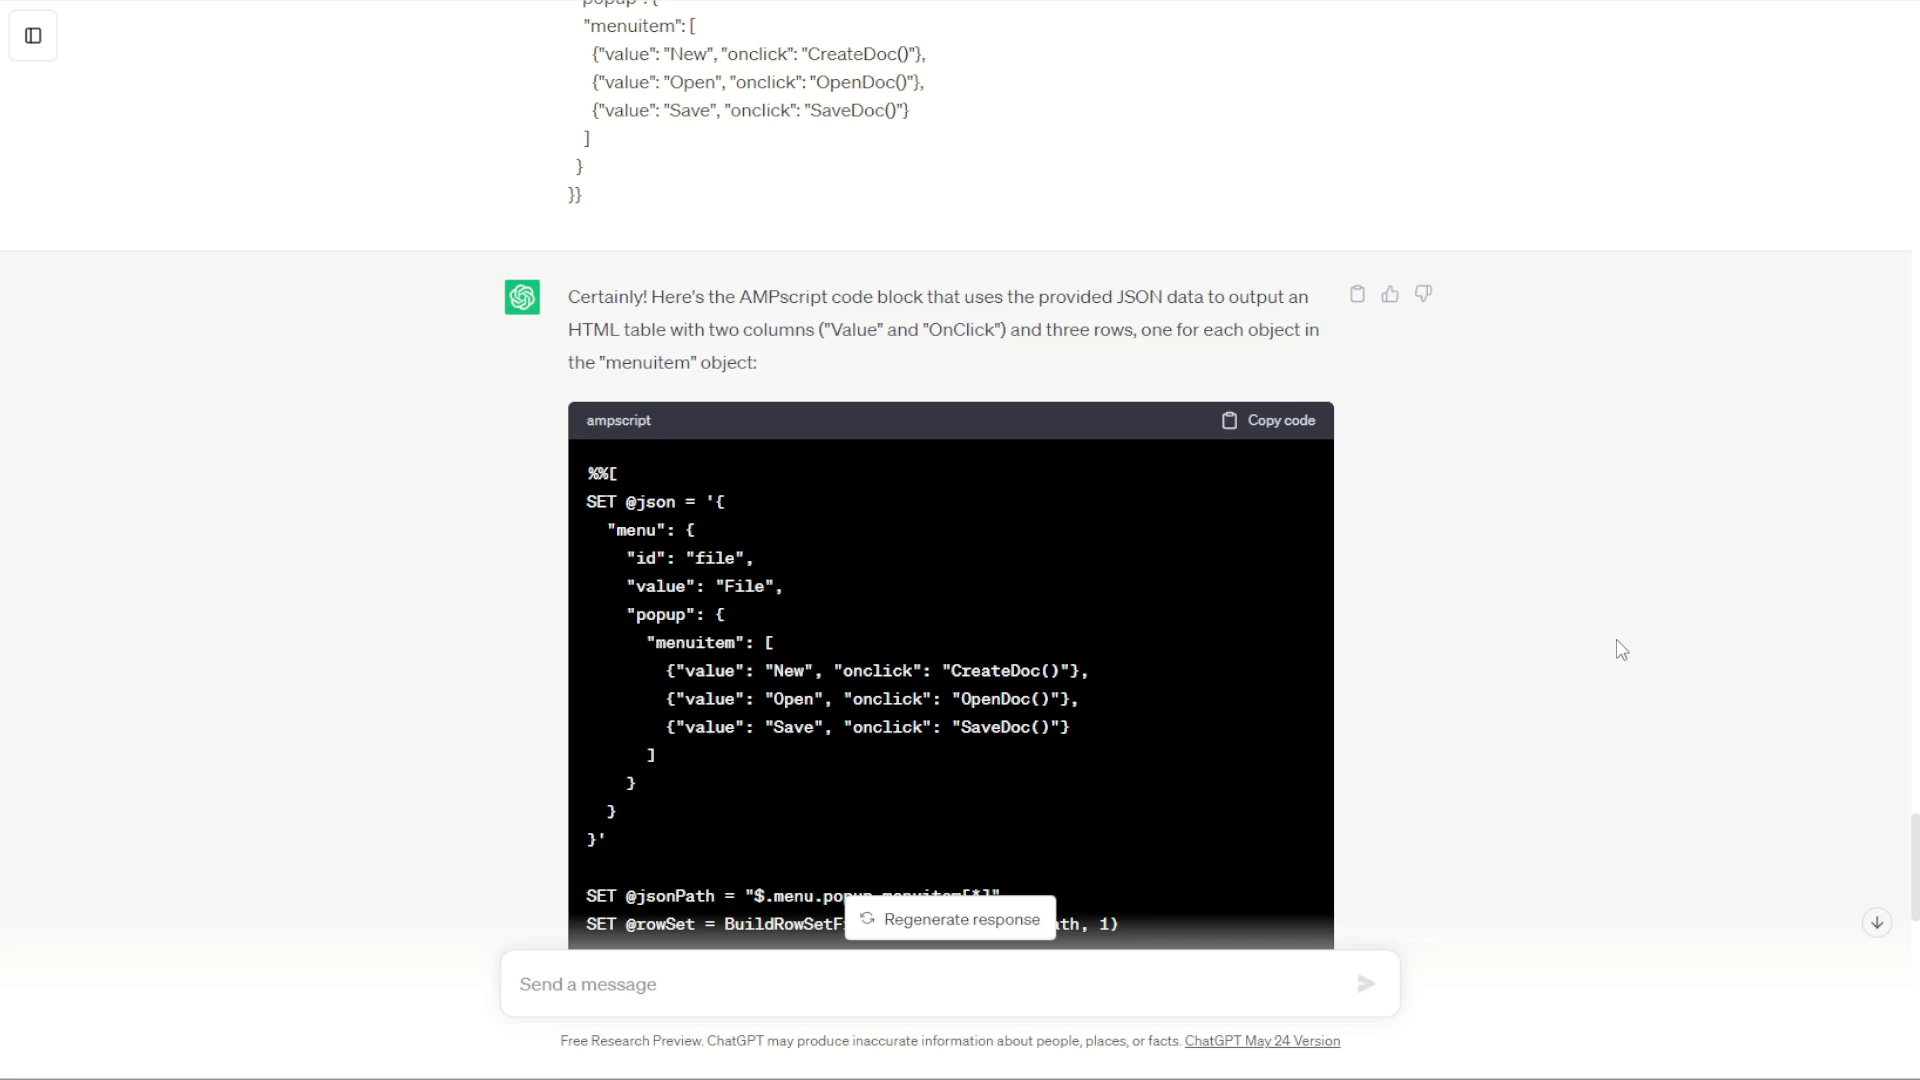 "menuitem": [
{"value": "New", "onclick": "CreateDoc()"},
{"value": "Open", "onclick": "OpenDoc()"},
{"value": "Save", "onclick": "SaveDoc()"}
]
}
}}
Certainly! Here's the AMPscript code block that uses the provided JSON data to output an
HTML table with two columns ("Value" and "OnClick") and three rows, one for each object in
the "menuitem" object:
ampscript
Copy code
%%[
SET @json = '{
"menu": {
"id": "file",
"value": "File",
"popup": {
"menuitem": [
{"value": "New", "onclick": "CreateDoc()"},
{"value": "Open", "onclick": "OpenDoc()"},
{"value": "Save", "onclick": "SaveDoc()"}
]
}
}
}'
SET @jsonPath = "$.menu.popup.menuitem[*]"
SET @rowSet = 1)
Regenerate response
Send a message
Free Research Preview. ChatGPT may produce inaccurate information about people, places, or facts. ChatGPT May 24 Version